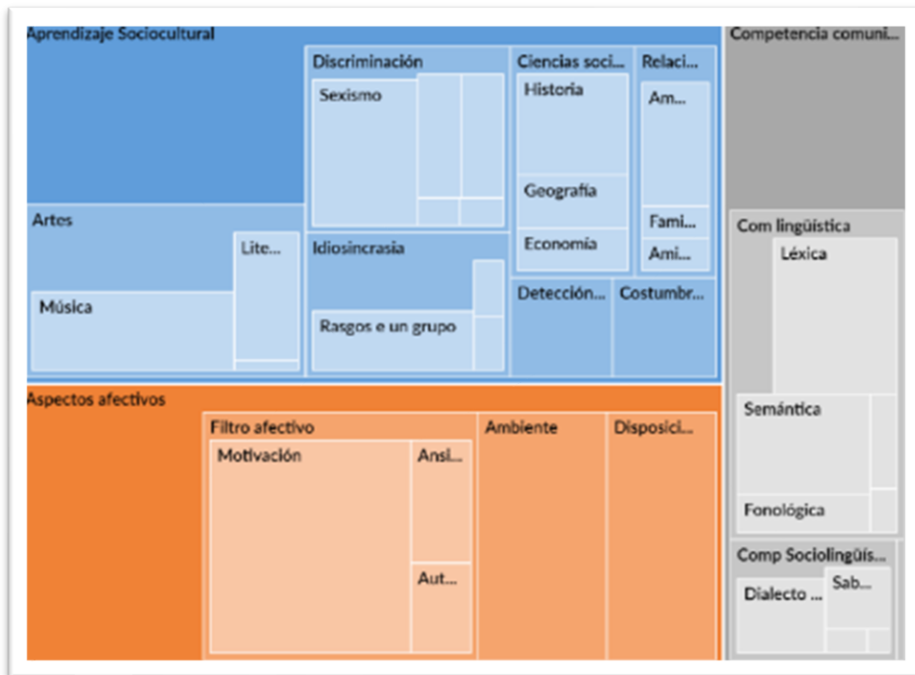 Aprendizaje Sociocultural
Discriminación
Sexismo
Ciencias soci...
Historia
Geografía
Economía
Relaci...
Am...
Fami...
Ami...
Artes
Lite...
Música
Idiosincrasia
Rasgos e un grupo
Detección...
Costumbr...
Aspectos afectivos
Filtro afectivo
Motivación
Ansi...
Aut...
Ambiente
Disposici...
Competencia comuni...
Com lingüística
Léxica
Semántica
Fonológica
Comp Sociolingüís...
Dialecto ...
Sab...